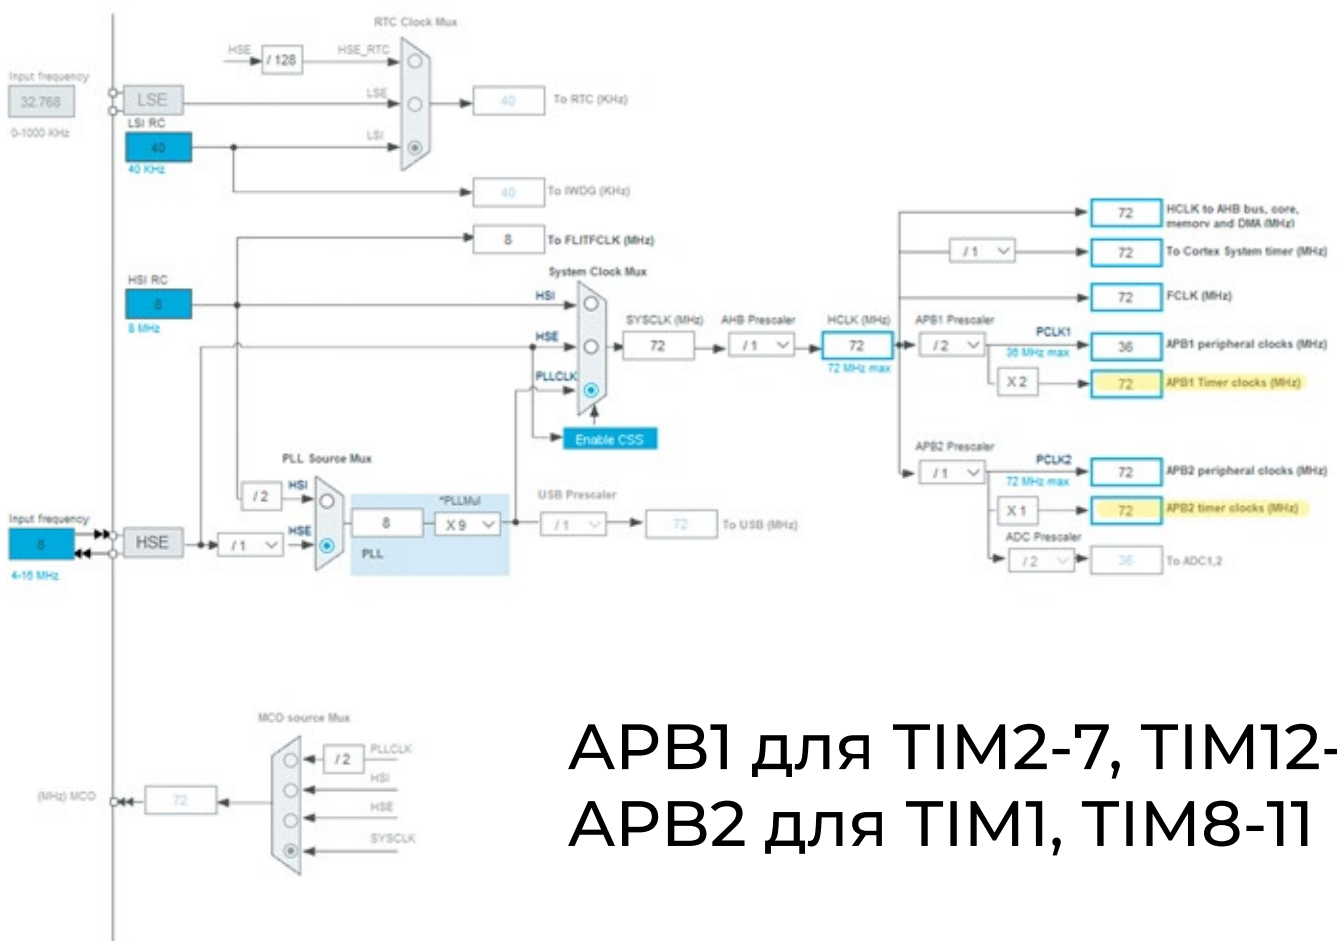 RTC Clock Mux
HSE
/ 128
HSE_RTC
Input frequency
32.768
0-1000 KHz
LSE
LSE
40
To RTC (KHz)
LSI RC
40
40 KHz
LSI
40
To IWDG (KHz)
8
To FLITFCLK (MHz)
HSI RC
8
8 MHz
System Clock Mux
HSI
HSE
PLLCLK
Enable CSS
SYSCLK (MHz)
72
AHB Prescaler
/ 1
HCLK (MHz)
72
72 MHz max
72
HCLK to AHB bus, core,
memory and DMA (MHz)
/ 1
72
To Cortex System timer (MHz)
72
FCLK (MHz)
APB1 Prescaler
/ 2
PCLK1
36 MHz max
36
APB1 peripheral clocks (MHz)
X 2
72
APB1 Timer clocks (MHz)
APB2 Prescaler
/ 1
PCLK2
72 MHz max
72
APB2 peripheral clocks (MHz)
X 1
72
APB2 timer clocks (MHz)
ADC Prescaler
/ 2
36
To ADC1,2
PLL Source Mux
/ 2
HSI
HSE
Input frequency
8
4-16 MHz
HSE
/ 1
8
*PLLMul
X 9
PLL
USB Prescaler
/ 1
72
To USB (MHz)
MCO source Mux
/ 2
PLLCLK
HSI
HSE
SYSCLK
(MHz) MCO
72
APB1 для TIM2-7, TIM12-
APB2 для TIM1, TIM8-11